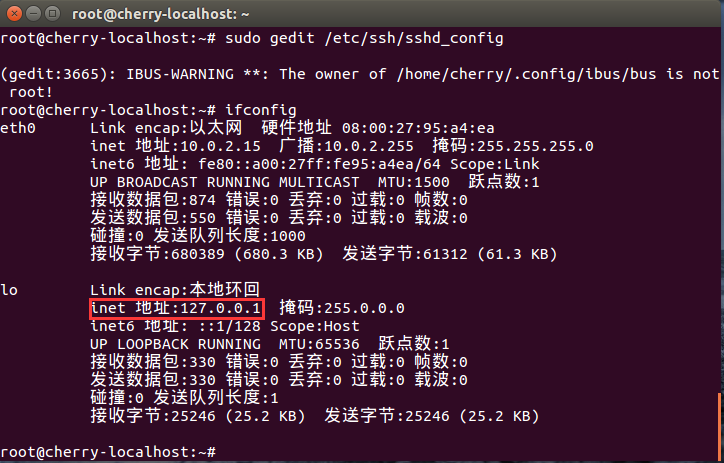 root@cherry-localhost: ~
root@cherry-localhost:~# sudo gedit /etc/ssh/sshd_config
(gedit:3665): IBUS-WARNING **: The owner of /home/cherry/.config/ibus/bus is not
root!
root@cherry-localhost:~# ifconfig
eth0 Link encap:以太网 硬件地址 08:00:27:95:a4:ea
inet 地址:10.0.2.15 广播:10.0.2.255 掩码:255.255.255.0
inet6 地址: fe80::a00:27ff:fe95:a4ea/64 Scope:Link
UP BROADCAST RUNNING MULTICAST MTU:1500 跃点数:1
接收数据包:874 错误:0 丢弃:0 过载:0 帧数:0
发送数据包:550 错误:0 丢弃:0 过载:0 载波:0
碰撞:0 发送队列长度:1000
接收字节:680389 (680.3 KB) 发送字节:61312 (61.3 KB)
lo Link encap:本地环回
inet 地址:127.0.0.1 掩码:255.0.0.0
inet6 地址: ::1/128 Scope:Host
UP LOOPBACK RUNNING MTU:65536 跃点数:1
接收数据包:330 错误:0 丢弃:0 过载:0 帧数:0
发送数据包:330 错误:0 丢弃:0 过载:0 载波:0
碰撞:0 发送队列长度:1
接收字节:25246 (25.2 KB) 发送字节:25246 (25.2 KB)
root@cherry-localhost:~#